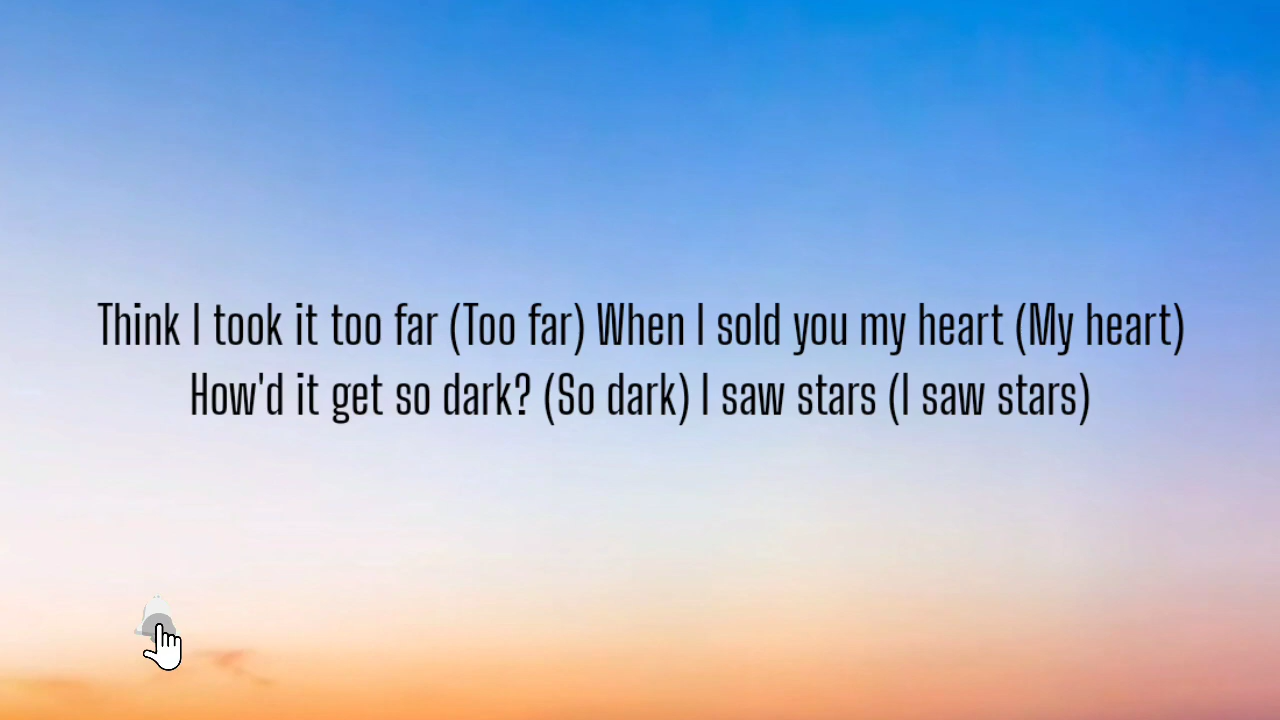 Think I took it too far (Too far) When I sold you my heart (My heart)
How'd it get so dark? (So dark) I saw stars (I saw stars)